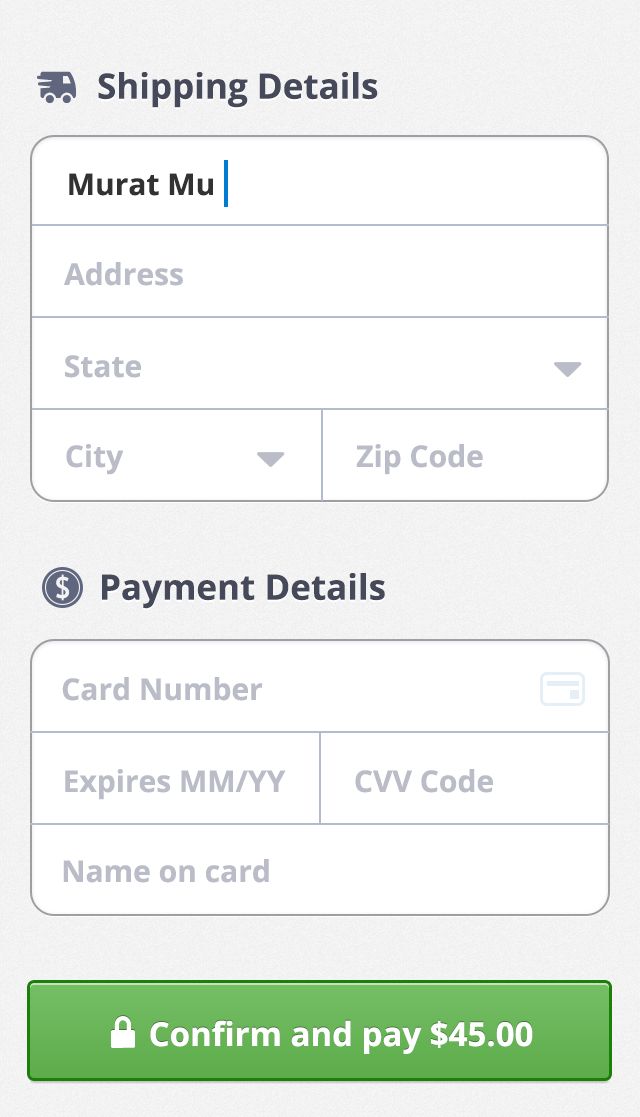 Shipping Details
Murat Mu
Address
State
City
Zip Code
$ Payment Details
Card Number
Expires MM/YY
CVV Code
Name on card
Confirm and pay $45.00